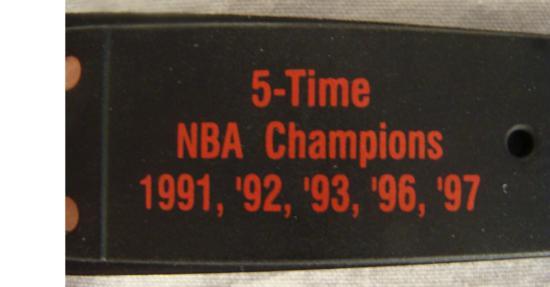 5-Time
NBA Champions
1991, '92, '93, '96, '97